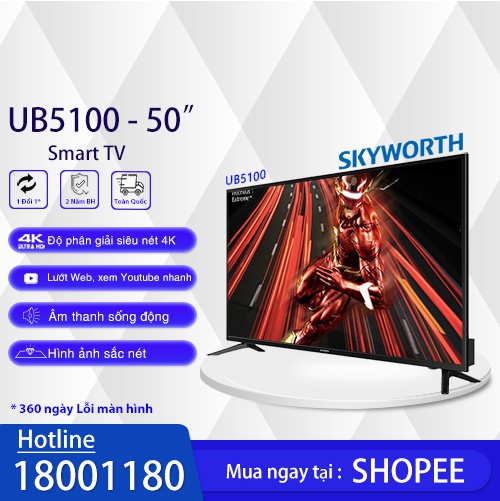 UB5100 - 50"
Smart TV
1 Đổi 1*
2 Năm BH
Toàn Quốc
4K
ULTRA HD
Độ phân giải siêu nét 4K
Lướt Web, xem Youtube nhanh
Âm thanh sống động
Hình ảnh sắc nét
* 360 ngày Lỗi màn hình
SKYWORTH
UB5100
Extreme
Hotline
18001180
Mua ngay tại : SHOPEE